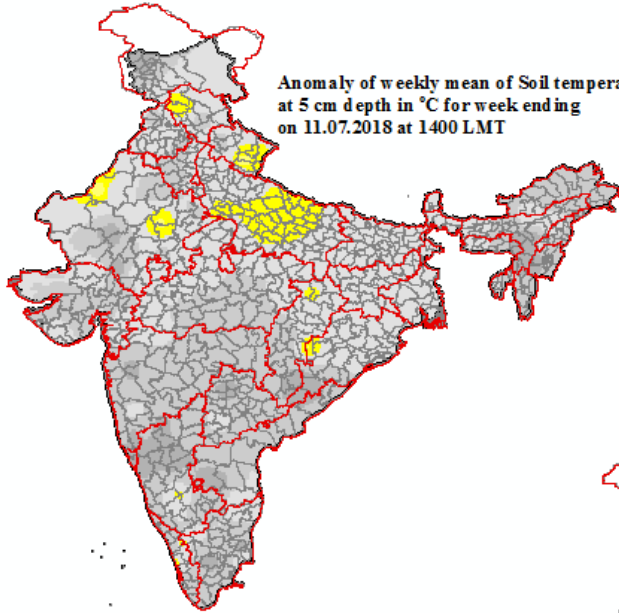 Anomaly of weekly mean of Soil tempera
at 5 cm depth in °C for week ending
on 11.07.2018 at 1400 LMT